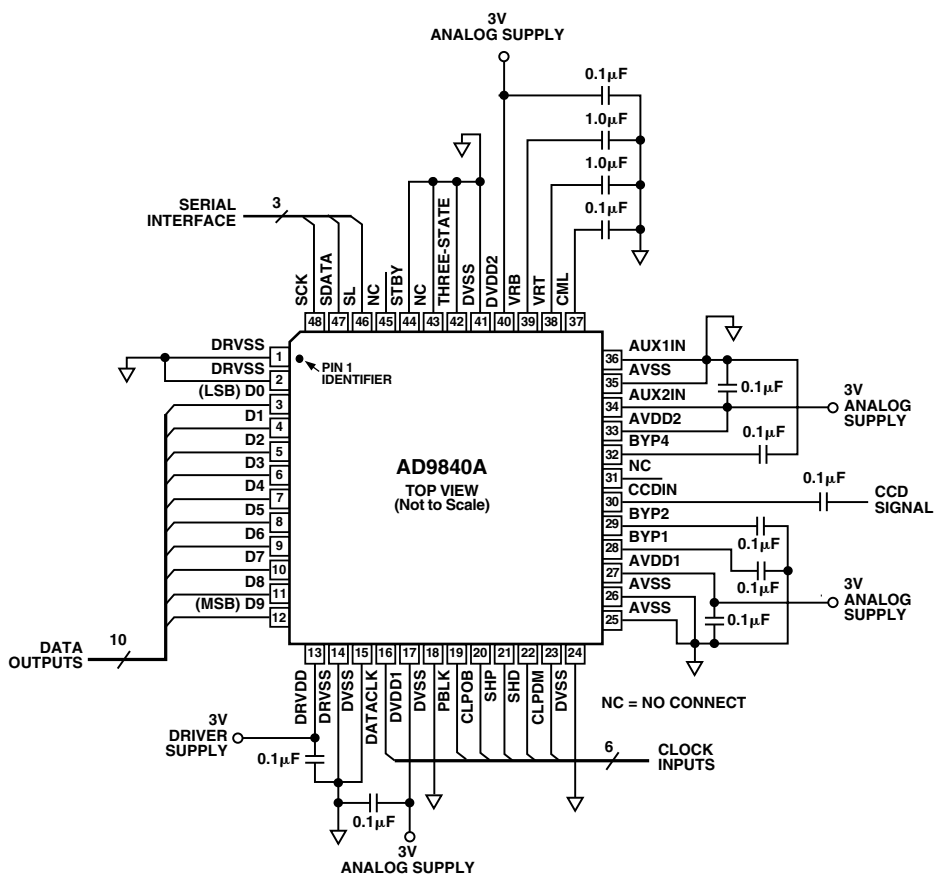 3V
ANALOG SUPPLY
0.1μF
1.0μF
1.0μF
0.1μF
SERIAL
INTERFACE
3
SCK
SDATA
SL
NC
STBY
NC
THREE-STATE
DVSS
DVDD2
VRB
VRT
CML
48
47
46
45
44
43
42
41
40
39
38
37
DRVSS
1
DRVSS
2
(LSB) D0
3
D1
4
D2
5
D3
6
D4
7
D5
8
D6
9
D7
10
D8
11
(MSB) D9
12
DATA
OUTPUTS
10
PIN 1
IDENTIFIER
AD9840A
TOP VIEW
(Not to Scale)
36
AUX1IN
35
AVSS
34
AUX2IN
33
AVDD2
32
BYP4
31
NC
30
CCDIN
29
BYP2
28
BYP1
27
AVDD1
26
AVSS
25
AVSS
0.1μF
3V
ANALOG
SUPPLY
0.1μF
0.1μF
CCD
SIGNAL
0.1μF
0.1μF
3V
ANALOG
SUPPLY
0.1μF
13
14
15
16
17
18
19
20
21
22
23
24
DRVDD
DRVSS
DVSS
DATACLK
DVDD1
DVSS
PBLK
CLPOB
SHP
SHD
CLPDM
DVSS
NC = NO CONNECT
3V
DRIVER
SUPPLY
0.1μF
6
CLOCK
INPUTS
0.1μF
3V
ANALOG SUPPLY